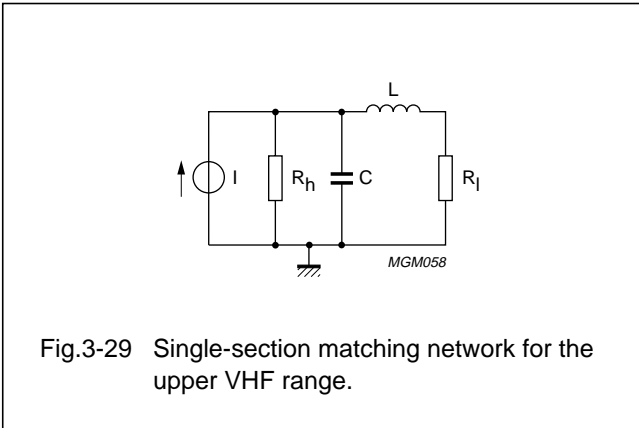 L
I
Rh
C
Rl
MGM058
Fig.3-29 Single-section matching network for the
upper VHF range.